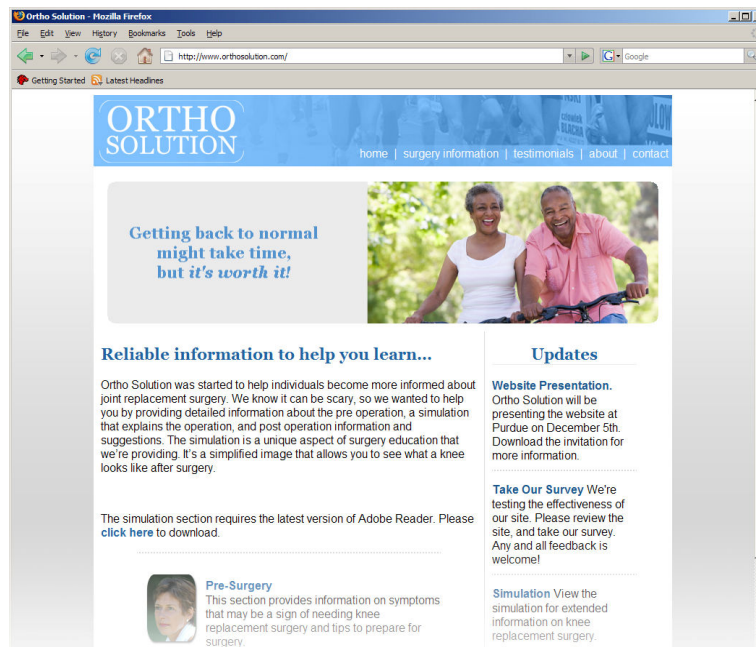 Ortho Solution - Mozilla Firefox
File Edit View History Bookmarks Tools Help
http://www.orthosolution.com/
G Google
Getting Started Latest Headlines
ORTHO
SOLUTION
home | surgery information | testimonials | about | contact
Getting back to normal
might take time,
but it's worth it!
Reliable information to help you learn...
Ortho Solution was started to help individuals become more informed about
joint replacement surgery. We know it can be scary, so we wanted to help
you by providing detailed information about the pre operation, a simulation
that explains the operation, and post operation information and
suggestions. The simulation is a unique aspect of surgery education that
we're providing. It's a simplified image that allows you to see what a knee
looks like after surgery.
The simulation section requires the latest version of Adobe Reader. Please
click here to download.
Pre-Surgery
This section provides information on symptoms
that may be a sign of needing knee
replacement surgery and tips to prepare for
surgery.
Updates
Website Presentation.
Ortho Solution will be
presenting the website at
Purdue on December 5th.
Download the invitation for
more information.
Take Our Survey We're
testing the effectiveness of
our site. Please review the
site, and take our survey.
Any and all feedback is
welcome!
Simulation View the
simulation for extended
information on knee
replacement surgery.